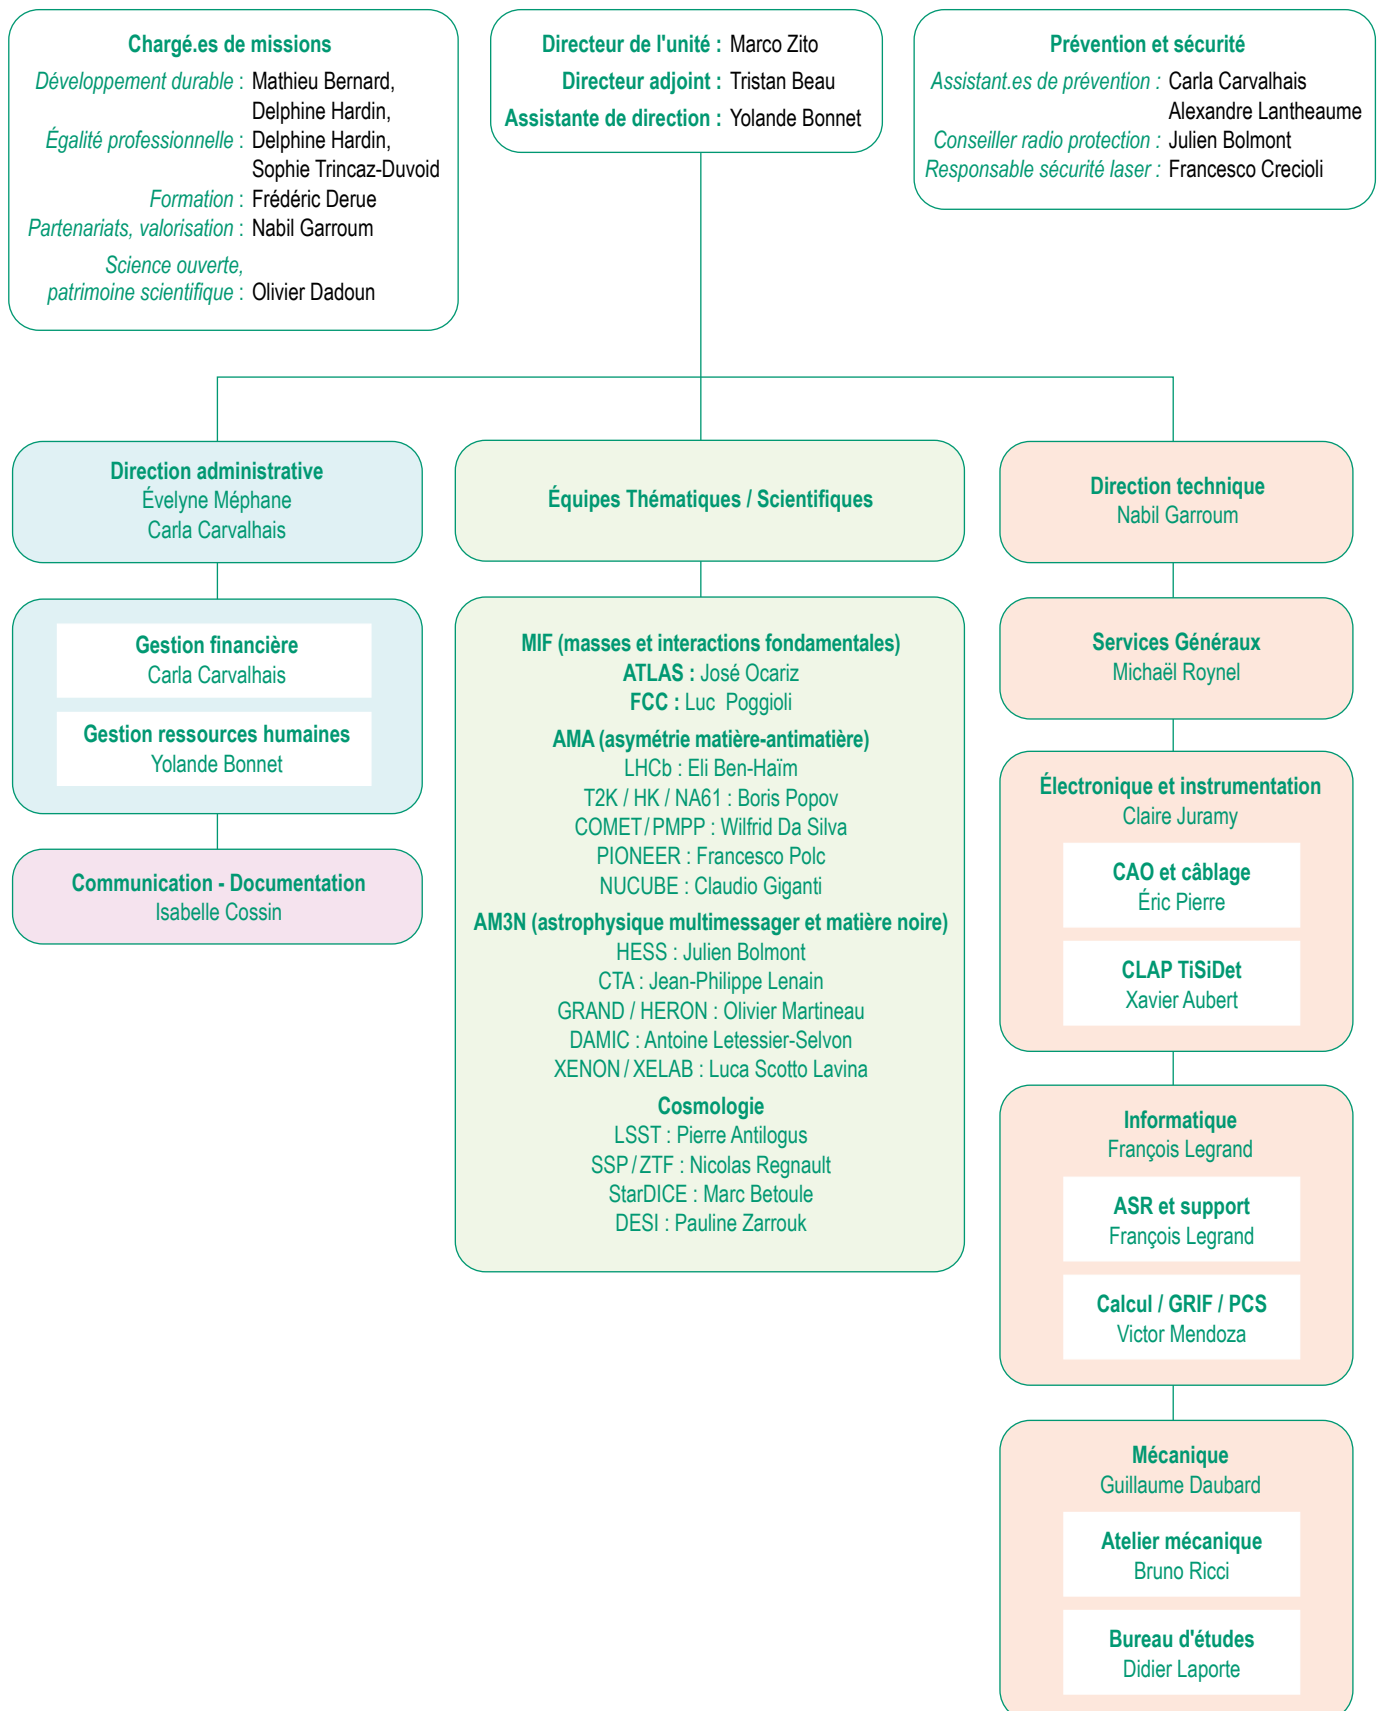 Chargé.es de missions
Développement durable : Mathieu Bernard,
Delphine Hardin,
Égalité professionnelle : Delphine Hardin,
Sophie Trincaz-Duvoid
Formation : Frédéric Derue
Partenariats, valorisation : Nabil Garroum
Science ouverte,
patrimoine scientifique : Olivier Dadoun
Directeur de l'unité : Marco Zito
Directeur adjoint : Tristan Beau
Assistante de direction : Yolande Bonnet
Prévention et sécurité
Assistant.es de prévention : Carla Carvalhais
Alexandre Lantheaume
Conseiller radio protection : Julien Bolmont
Responsable sécurité laser : Francesco Crecioli
Direction administrative
Évelyne Méphane
Carla Carvalhais
Gestion financière
Carla Carvalhais
Gestion ressources humaines
Yolande Bonnet
Communication - Documentation
Isabelle Cossin
Équipes Thématiques / Scientifiques
MIF (masses et interactions fondamentales)
ATLAS : José Ocariz
FCC : Luc Poggioli
AMA (asymétrie matière-antimatière)
LHCb : Eli Ben-Haïm
T2K / HK / NA61 : Boris Popov
COMET / PMPP : Wilfrid Da Silva
PIONEER : Francesco Polc
NUCUBE : Claudio Giganti
AM3N (astrophysique multimessager et matière noire)
HESS : Julien Bolmont
CTA : Jean-Philippe Lenain
GRAND / HERON : Olivier Martineau
DAMIC : Antoine Letessier-Selvon
XENON / XELAB : Luca Scotto Lavina
Cosmologie
LSST : Pierre Antilogus
SSP / ZTF : Nicolas Regnault
StarDICE : Marc Betoule
DESI : Pauline Zarrouk
Direction technique
Nabil Garroum
Services Généraux
Michaël Roynel
Électronique et instrumentation
Claire Juramy
CAO et câblage
Éric Pierre
CLAP TiSiDet
Xavier Aubert
Informatique
François Legrand
ASR et support
François Legrand
Calcul / GRIF / PCS
Victor Mendoza
Mécanique
Guillaume Daubard
Atelier mécanique
Bruno Ricci
Bureau d'études
Didier Laporte